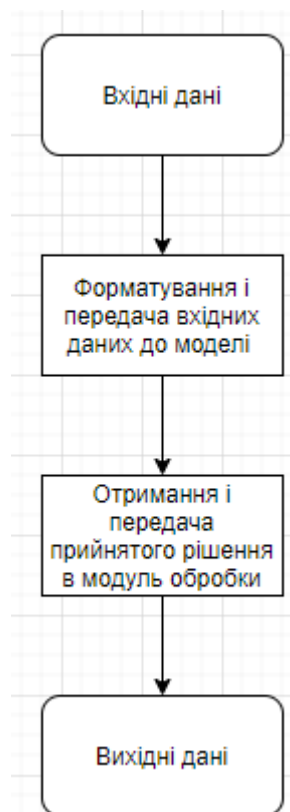 Вхідні дані
Форматування і
передача вхідних
даних до моделі
Отримання і
передача
прийнятого рішення
в модуль обробки
Вихідні дані